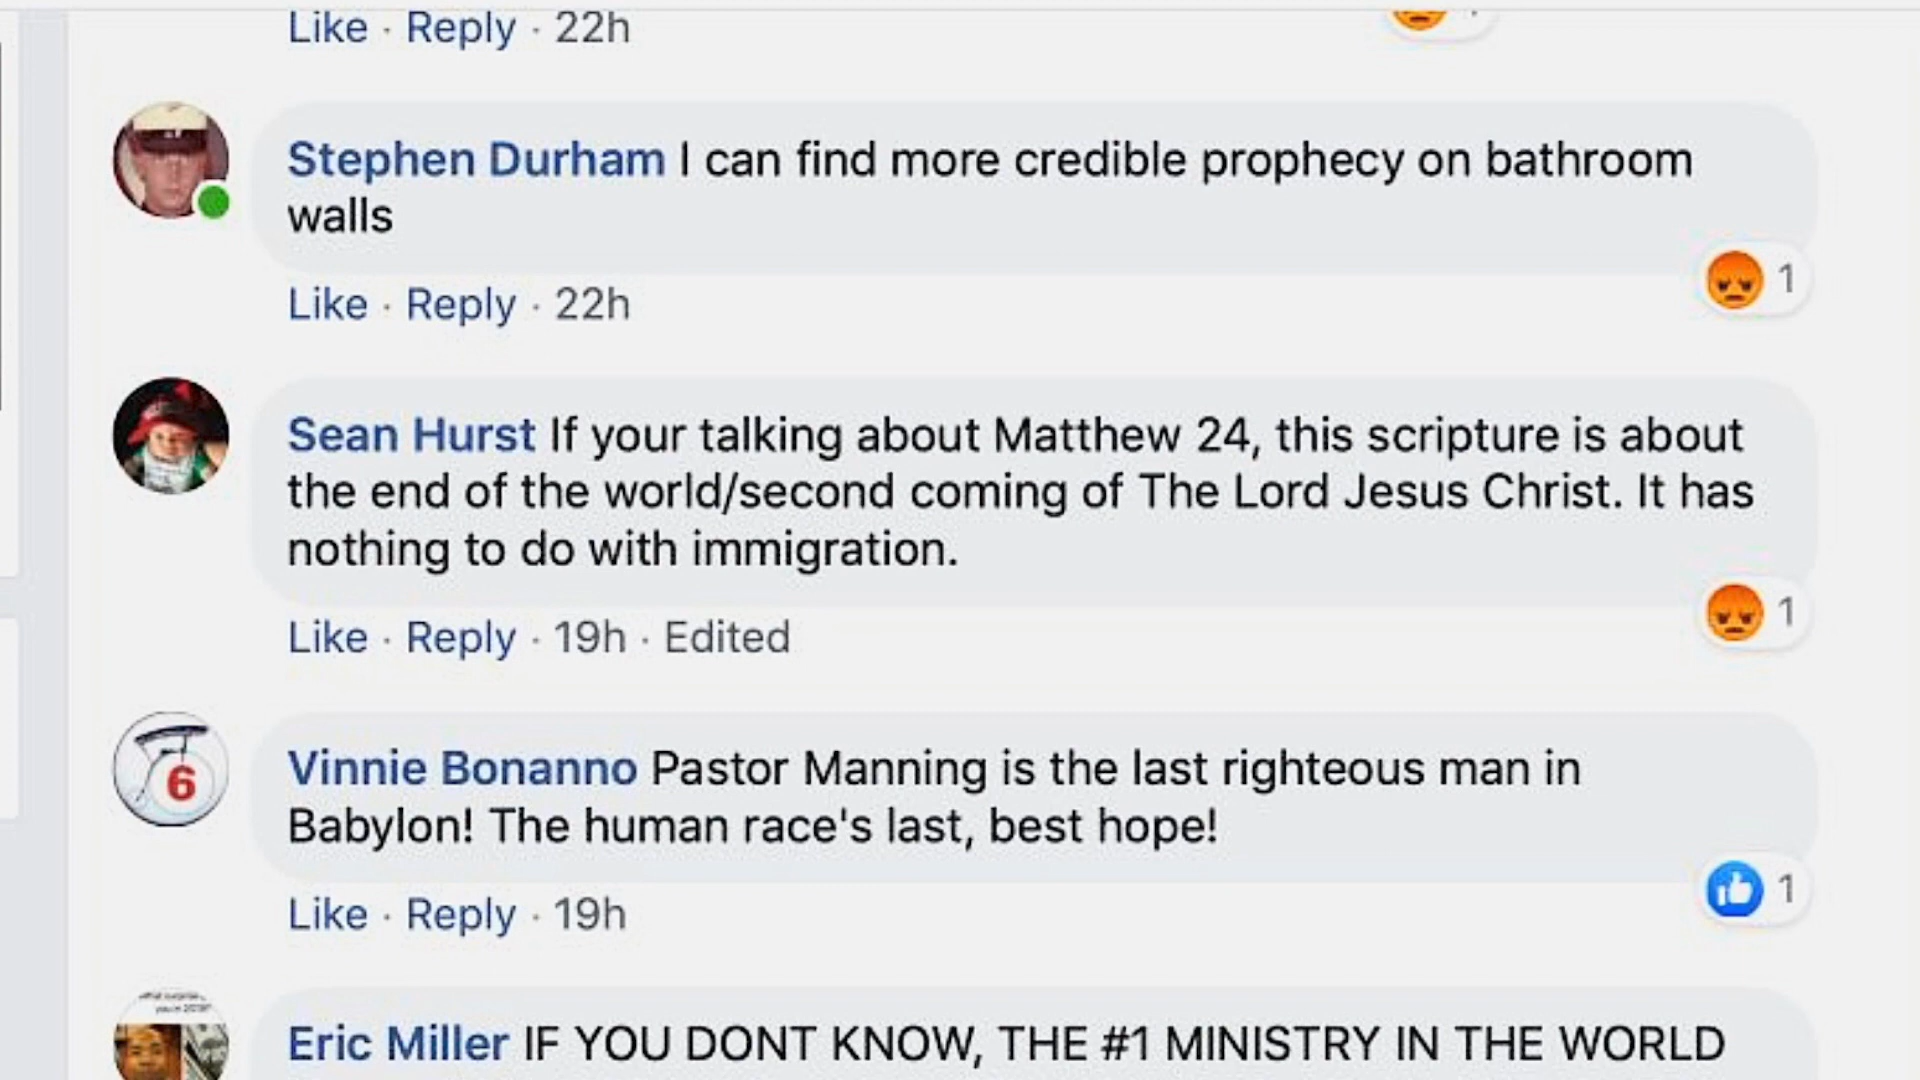 Like · Reply · 22h
Stephen Durham I can find more credible prophecy on bathroom
walls
1
Like · Reply · 22h
Sean Hurst If your talking about Matthew 24, this scripture is about
the end of the world/second coming of The Lord Jesus Christ. It has
nothing to do with immigration.
1
Like · Reply · 19h · Edited
6
Vinnie Bonanno Pastor Manning is the last righteous man in
Babylon! The human race's last, best hope!
1
Like · Reply · 19h
Eric Miller IF YOU DONT KNOW, THE #1 MINISTRY IN THE WORLD